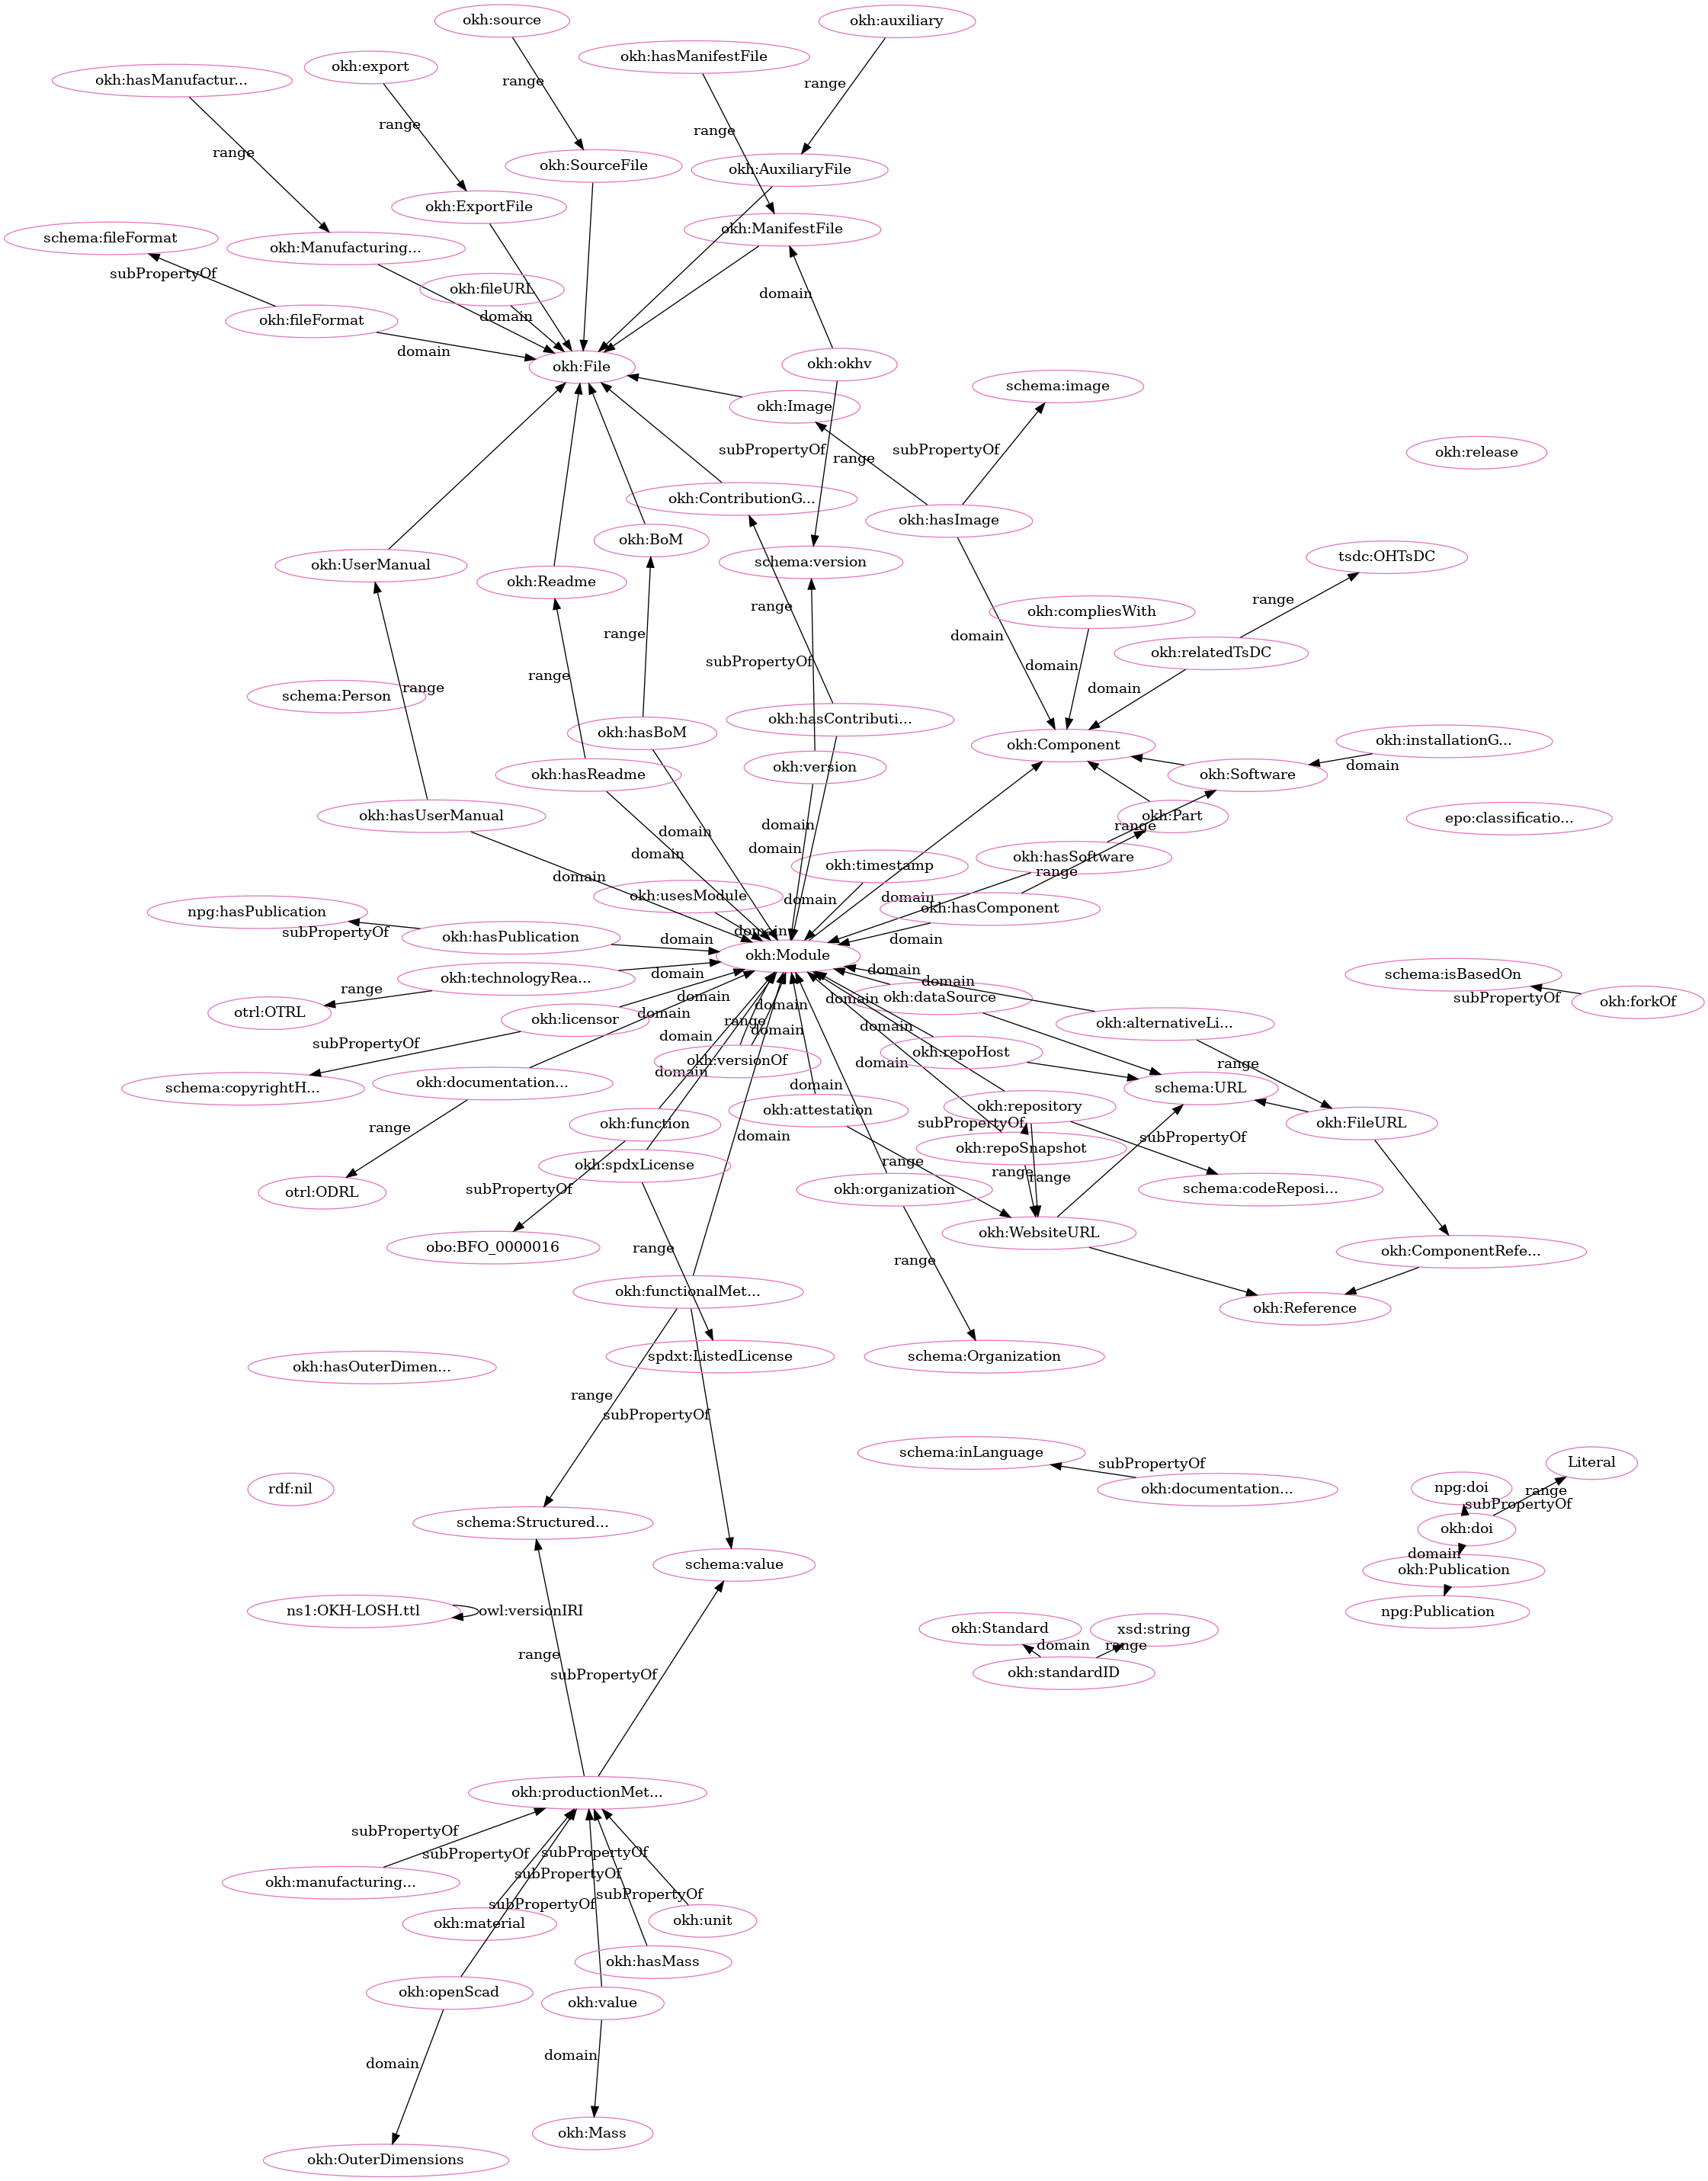 okh:source
okh:auxiliary
okh:hasManifestFile
okh:export
okh:hasManufactur...
range
range
range
range
range
okh:SourceFile
okh:AuxiliaryFile
okh:ExportFile
okh:ManifestFile
schema:fileFormat
okh:Manufacturing...
subPropertyOf
okh:fileURL
domain
domain
okh:fileFormat
domain
okh:File
okh:okhv
schema:image
okh:Image
subPropertyOf
subPropertyOf
range
okh:release
okh:ContributionG...
okh:hasImage
okh:BoM
okh:UserManual
okh:Readme
schema:version
tsdc:OHTsDC
range
okh:compliesWith
range
range
domain
okh:relatedTsDC
subPropertyOf
domain
range
range
domain
schema:Person
okh:hasContributi...
okh:hasBoM
okh:Component
okh:installationG...
okh:version
domain
okh:hasReadme
okh:Software
okh:hasUserManual
okh:Part
epo:classificatio...
domain
domain
range
domain
domain
okh:hasSoftware
okh:timestamp
range
domain
okh:usesModule
domain
domain
okh:hasComponent
npg:hasPublication
subPropertyOf
okh:hasPublication
domain
domain
domain
okh:Module
domain
schema:isBasedOn
okh:technologyRea...
domain
domain
range
okh:dataSource
domain
domain
subPropertyOf
okh:forkOf
otrl:OTRL
okh:licensor
domain
domain
range
domain
okh:alternativeLi...
domain
domain
subPropertyOf
okh:versionOf
okh:repoHost
domain
range
domain
schema:copyrightH...
okh:documentation...
domain
schema:URL
okh:attestation
okh:repository
okh:function
subPropertyOf
okh:FileURL
range
domain
subPropertyOf
okh:repoSnapshot
okh:spdxLicense
range
range
range
otrl:ODRL
subPropertyOf
okh:organization
schema:codeReposi...
okh:WebsiteURL
obo:BFO_0000016
range
okh:ComponentRefe...
range
okh:functionalMet...
okh:Reference
spdxt:ListedLicense
schema:Organization
okh:hasOuterDimen...
range
subPropertyOf
schema:inLanguage
subPropertyOf
Literal
rdf:nil
okh:documentation...
npg:doi
range
subPropertyOf
schema:Structured...
okh:doi
domain
schema:value
okh:Publication
ns1:OKH-LOSH.ttl
owl:versionIRI
npg:Publication
okh:Standard
xsd:string
domain
range
range
subPropertyOf
okh:standardID
okh:productionMet...
subPropertyOf
subPropertyOf
subPropertyOf
okh:manufacturing...
subPropertyOf
subPropertyOf
subPropertyOf
okh:material
okh:unit
okh:hasMass
okh:openScad
okh:value
domain
domain
okh:Mass
okh:OuterDimensions